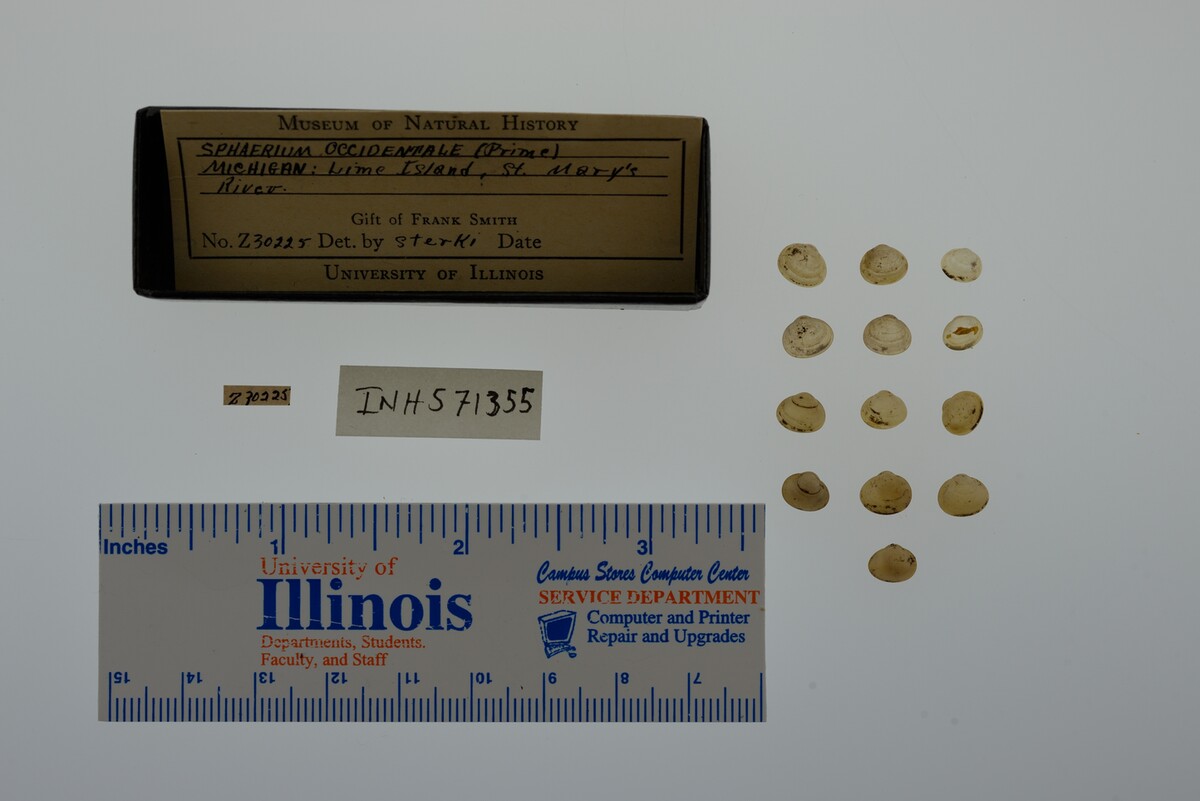 MUSEUM OF NATURAL HISTORY
SPHAERIUM OCCIDENTALE (Prime)
MICHIGAN: Lime Island, St. Mary's
River.
Gift of FRANK SMITH
No. Z30225 Det. by Sterki Date
UNIVERSITY OF ILLINOIS
Z30225
INHS71355
Inches 1 2 3
University of
Illinois
Departments, Students.
Faculty, and Staff
Campus Stores Computer Center
SERVICE DEPARTMENT
Computer and Printer
Repair and Upgrades
15 14 13 12 11 10 9 8 7